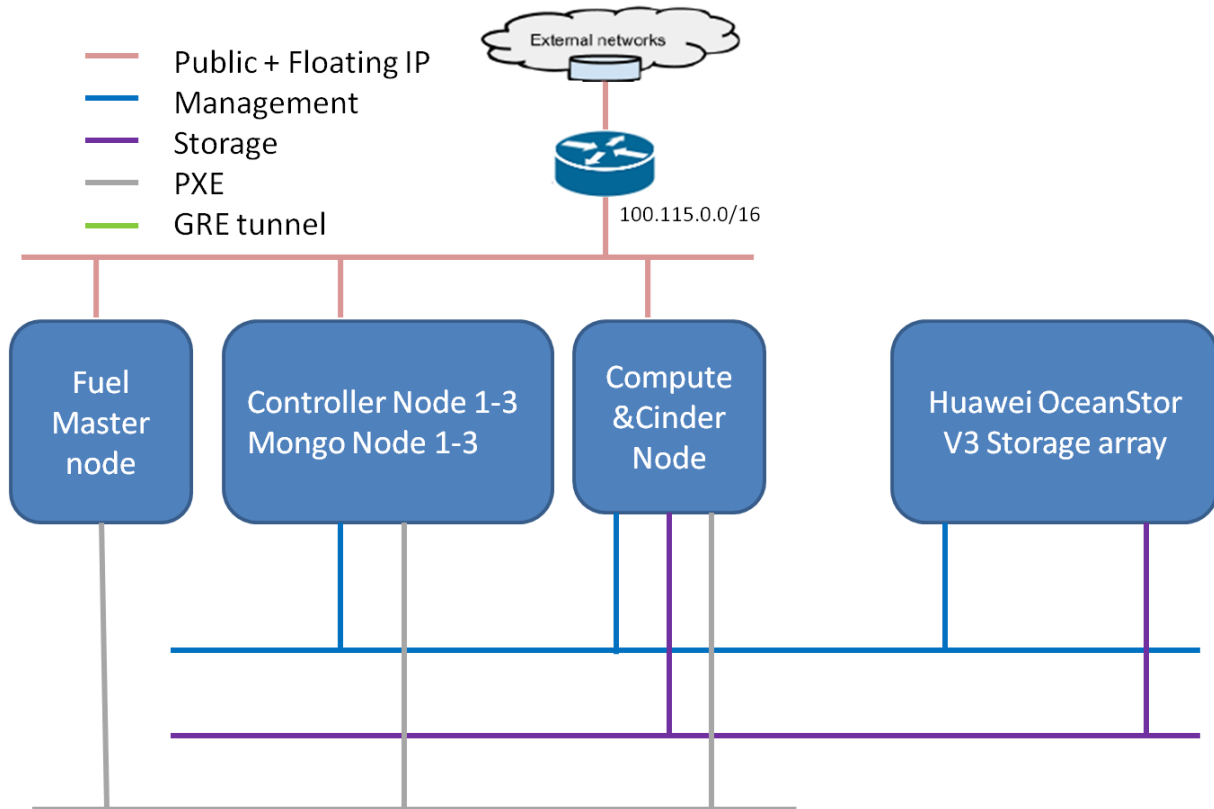 External networks
Public + Floating IP
Management
Storage
PXE
GRE tunnel
100.115.0.0/16
Fuel
Master
node
Controller Node 1-3
Mongo Node 1-3
Compute
&Cinder
Node
Huawei OceanStor
V3 Storage array